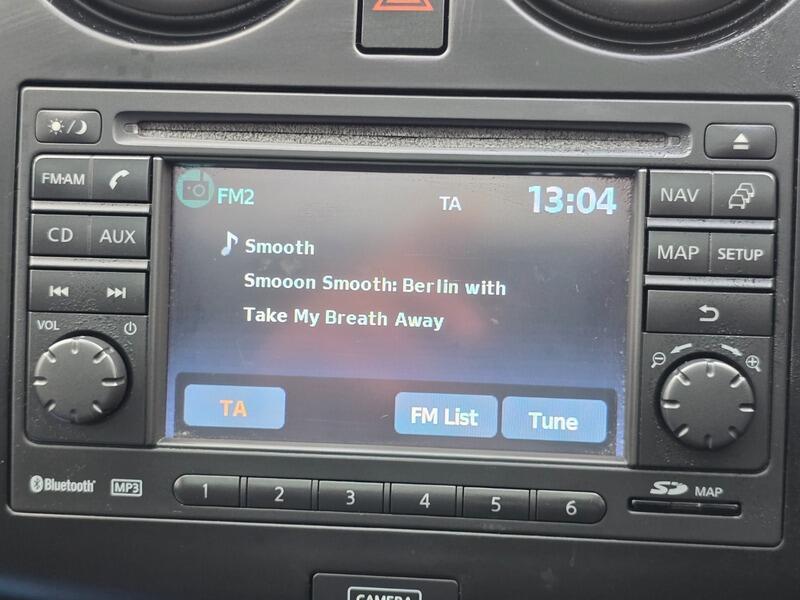 FM2 TA 13:04
FM·AM
NAV
Smooth
CD AUX
MAP SETUP
Smooon Smooth: Berlin with
Take My Breath Away
VOL
TA FM List Tune
Bluetooth MP3 1 2 3 4 5 6 SD MAP
CAMERA